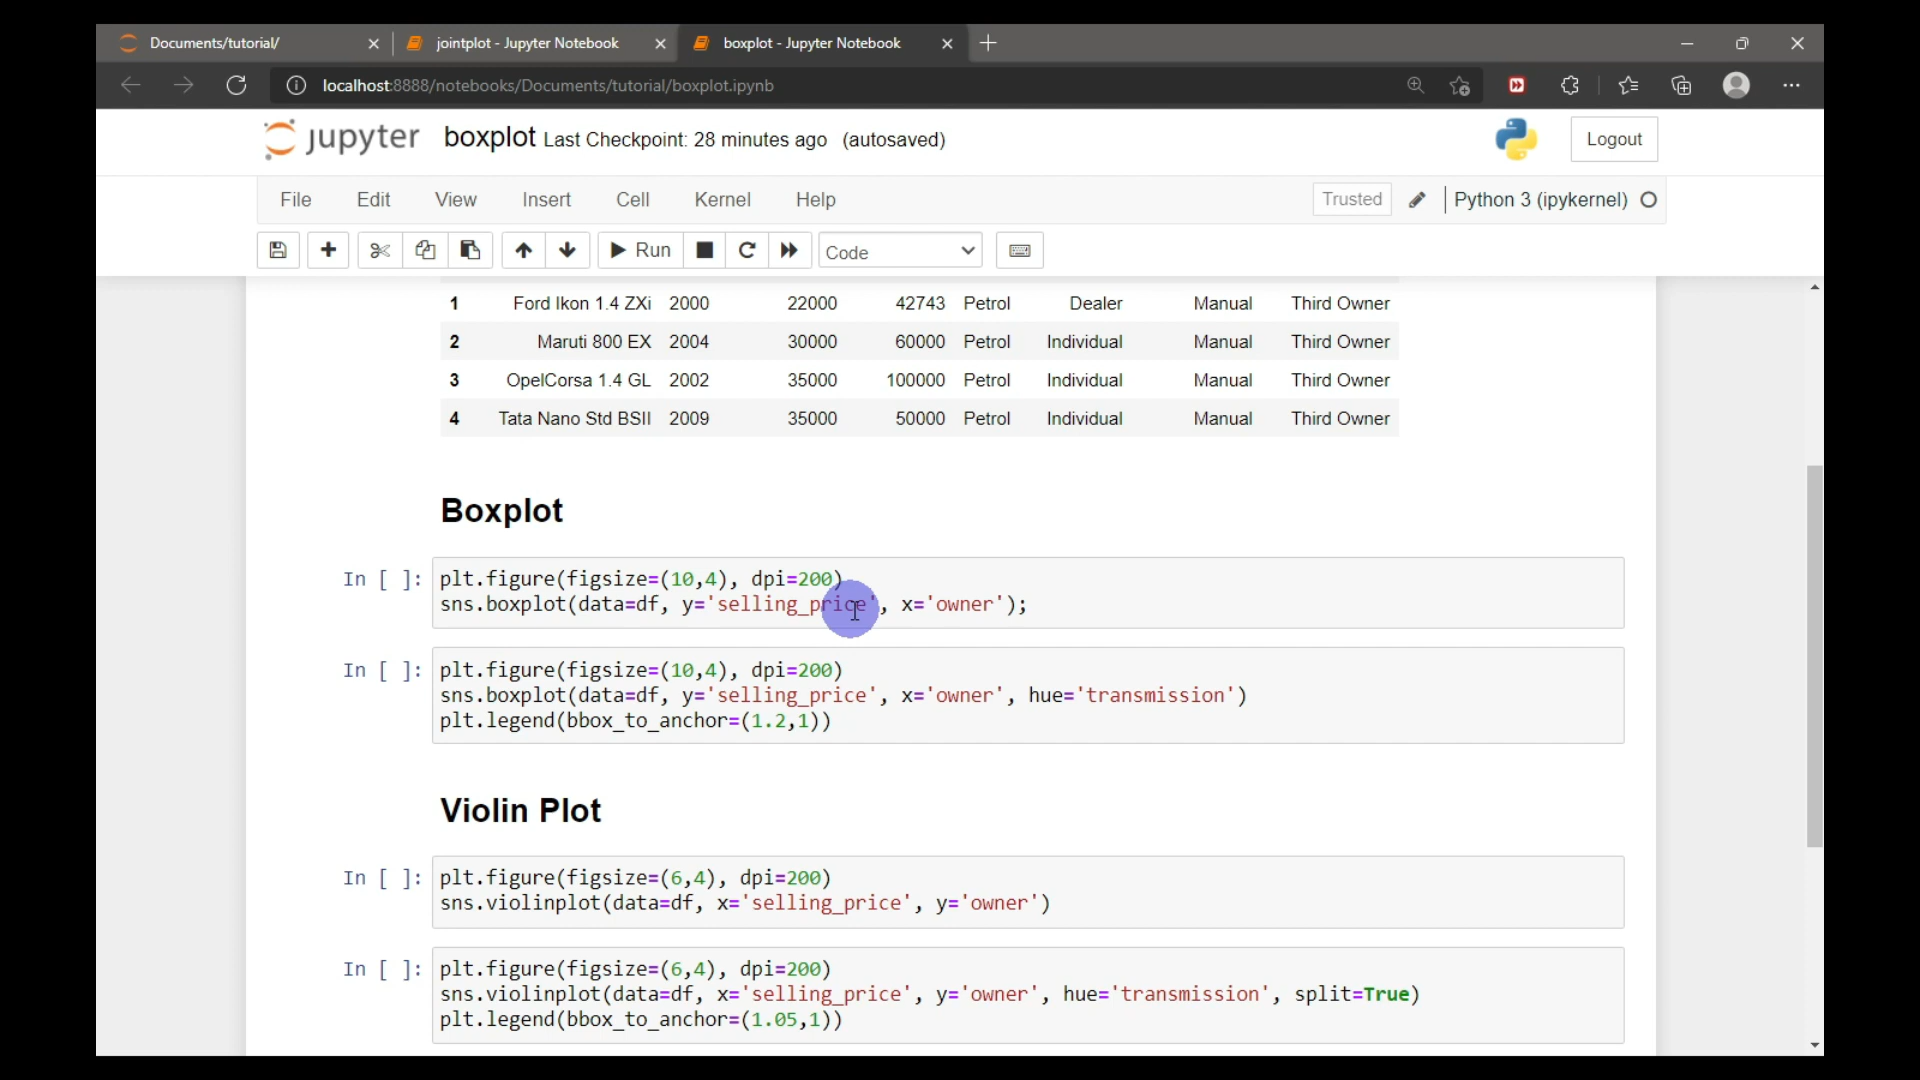 Documents/tutorial/
jointplot - Jupyter Notebook
boxplot - Jupyter Notebook
localhost:8888/notebooks/Documents/tutorial/boxplot.ipynb
jupyter boxplot Last Checkpoint: 28 minutes ago (autosaved)
Logout
File Edit View Insert Cell Kernel Help
Trusted
Python 3 (ipykernel)
Run
Code
1 Ford Ikon 1.4 ZXi 2000 22000 42743 Petrol Dealer Manual Third Owner
2 Maruti 800 EX 2004 30000 60000 Petrol Individual Manual Third Owner
3 OpelCorsa 1.4 GL 2002 35000 100000 Petrol Individual Manual Third Owner
4 Tata Nano Std BSII 2009 35000 50000 Petrol Individual Manual Third Owner
Boxplot
In [ ]: plt.figure(figsize=(10,4), dpi=200)
sns.boxplot(data=df, y='selling_price', x='owner');
In [ ]: plt.figure(figsize=(10,4), dpi=200)
sns.boxplot(data=df, y='selling_price', x='owner', hue='transmission')
plt.legend(bbox_to_anchor=(1.2,1))
Violin Plot
In [ ]: plt.figure(figsize=(6,4), dpi=200)
sns.violinplot(data=df, x='selling_price', y='owner')
In [ ]: plt.figure(figsize=(6,4), dpi=200)
sns.violinplot(data=df, x='selling_price', y='owner', hue='transmission', split=True)
plt.legend(bbox_to_anchor=(1.05,1))